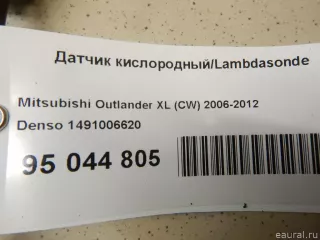 Датчик кислородный/Lambdasonde
Mitsubishi Outlander XL (CW) 2006-2012
Denso 1491006620
95 044 805
eaural.ru